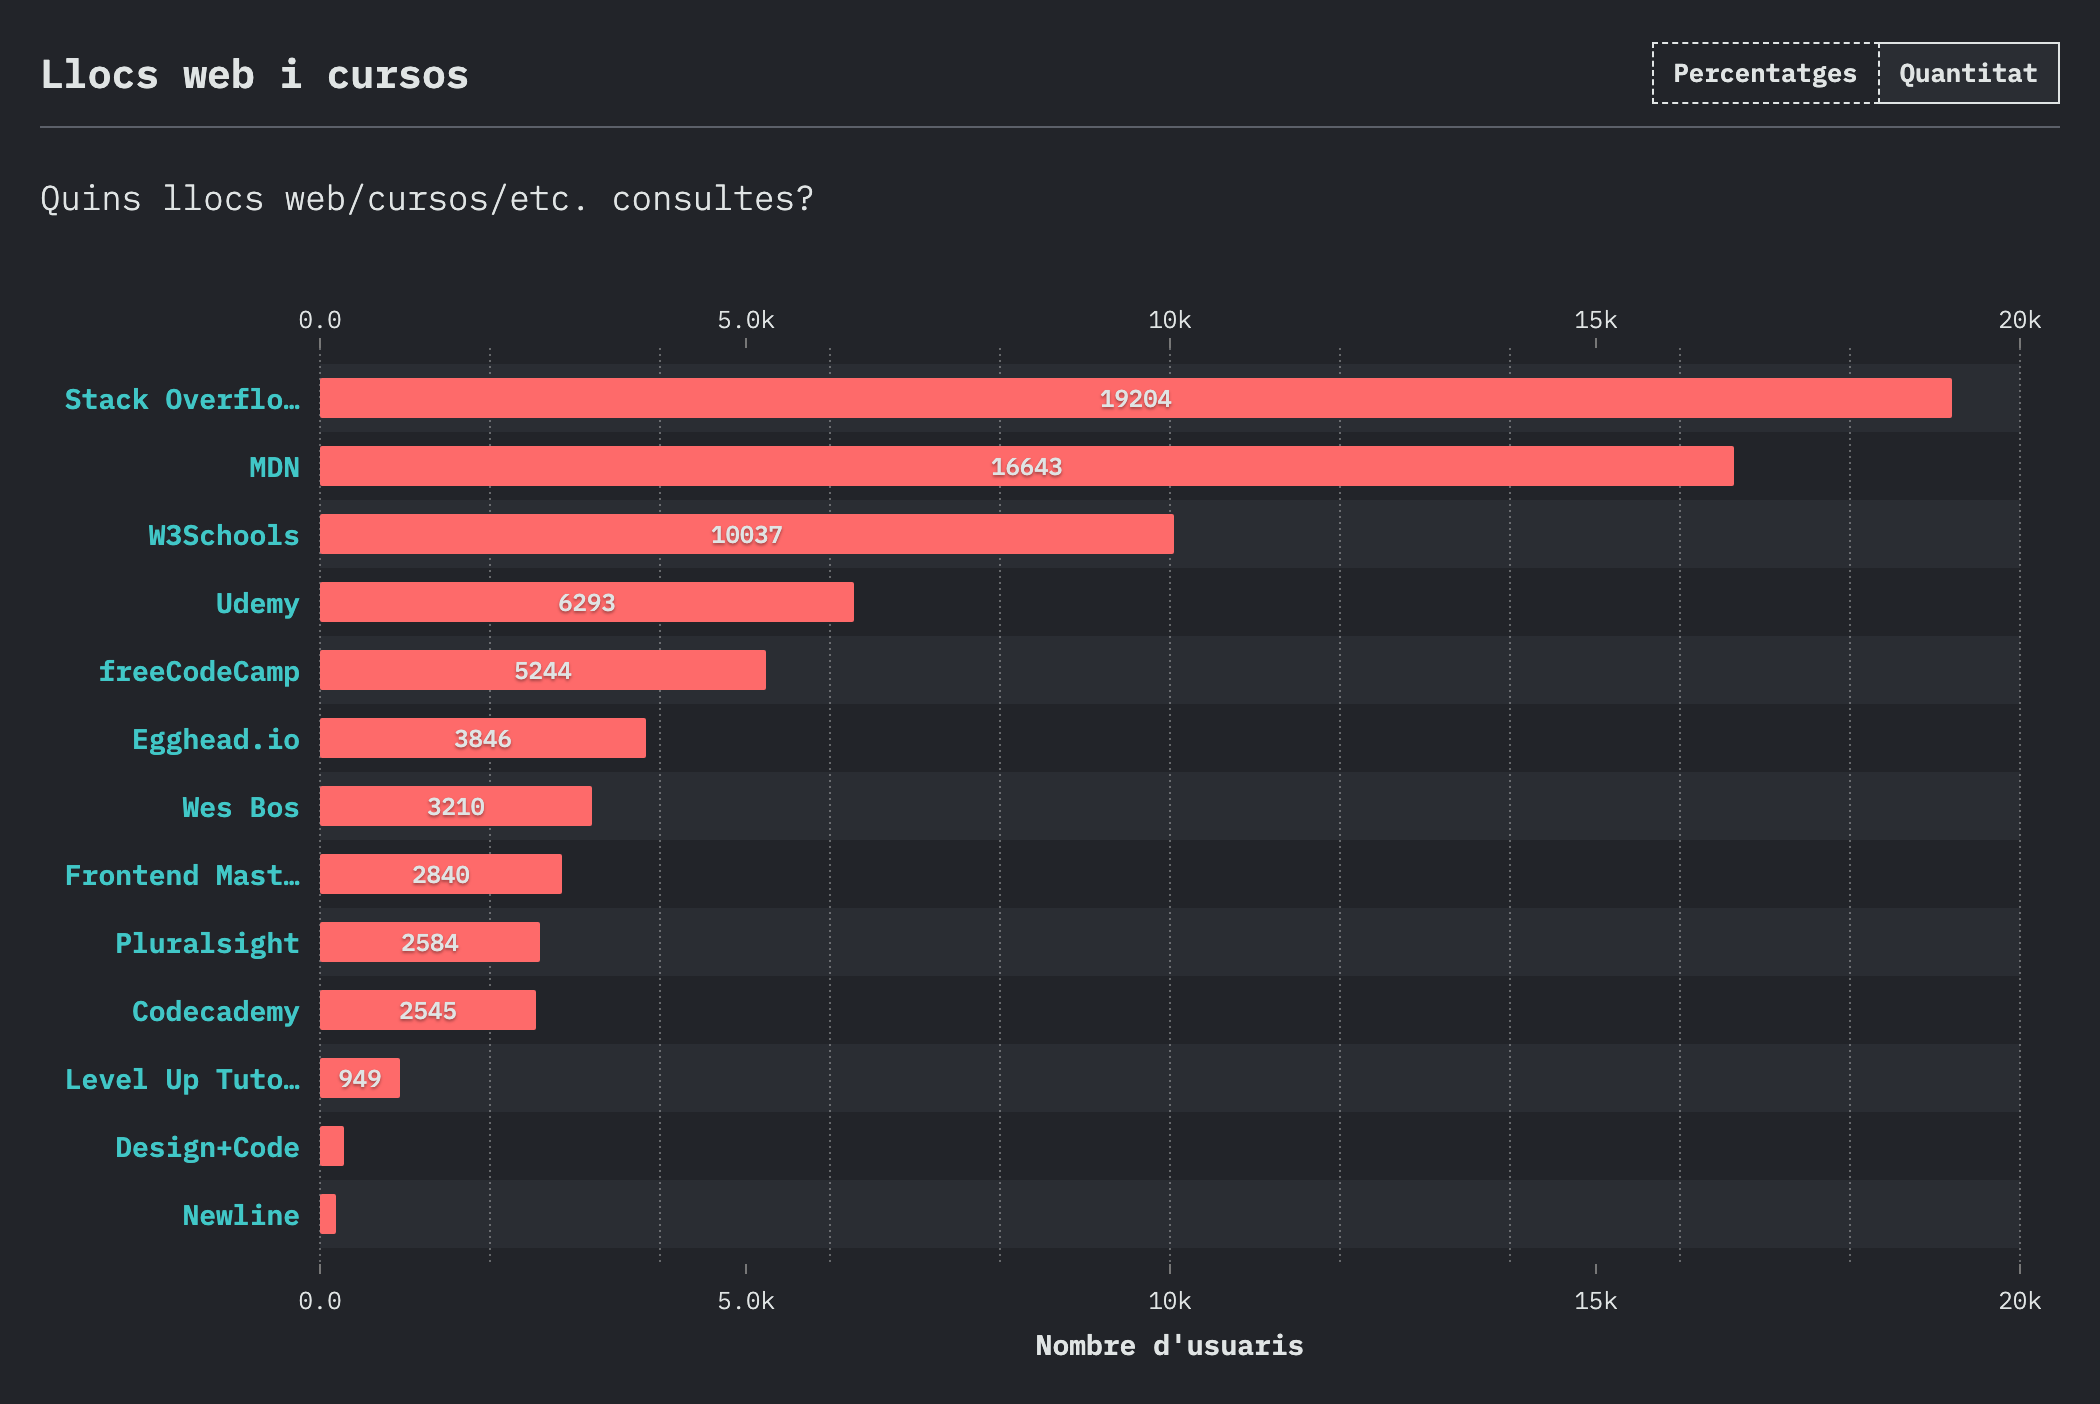 Llocs web i cursos
Percentatges Quantitat
Quins llocs web/cursos/etc. consultes?
0.0 5.0k 10k 15k 20k
Stack Overflo… 19204
MDN 16643
W3Schools 10037
Udemy 6293
freeCodeCamp 5244
Egghead.io 3846
Wes Bos 3210
Frontend Mast… 2840
Pluralsight 2584
Codecademy 2545
Level Up Tuto… 949
Design+Code
Newline
0.0 5.0k 10k 15k 20k
Nombre d'usuaris